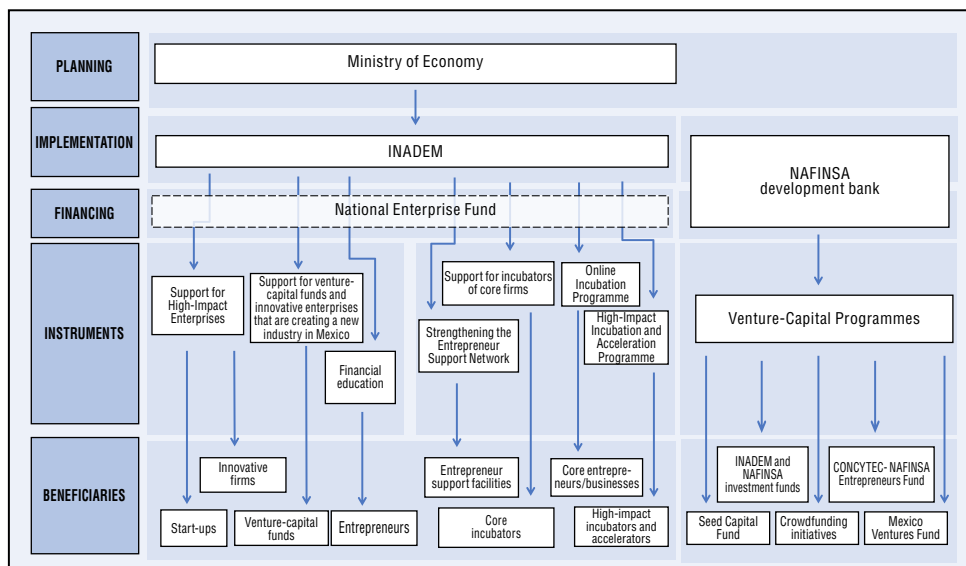 PLANNING
Ministry of Economy
IMPLEMENTATION
INADEM
NAFINSA
development bank
FINANCING
National Enterprise Fund
INSTRUMENTS
Support for
High-Impact
Enterprises
Support for venture-
capital funds and
innovative enterprises
that are creating a new
industry in Mexico
Financial
education
Support for incubators
of core firms
Strengthening the
Entrepreneur
Support Network
Online
Incubation
Programme
High-Impact
Incubation and
Acceleration
Programme
Venture-Capital Programmes
BENEFICIARIES
Innovative
firms
Start-ups
Venture-capital
funds
Entrepreneurs
Entrepreneur
support facilities
Core
incubators
Core entrepre-
neurs/businesses
High-impact
incubators and
accelerators
INADEM and
NAFINSA
investment funds
CONCYTEC- NAFINSA
Entrepreneurs Fund
Seed Capital
Fund
Crowdfunding
initiatives
Mexico
Ventures Fund